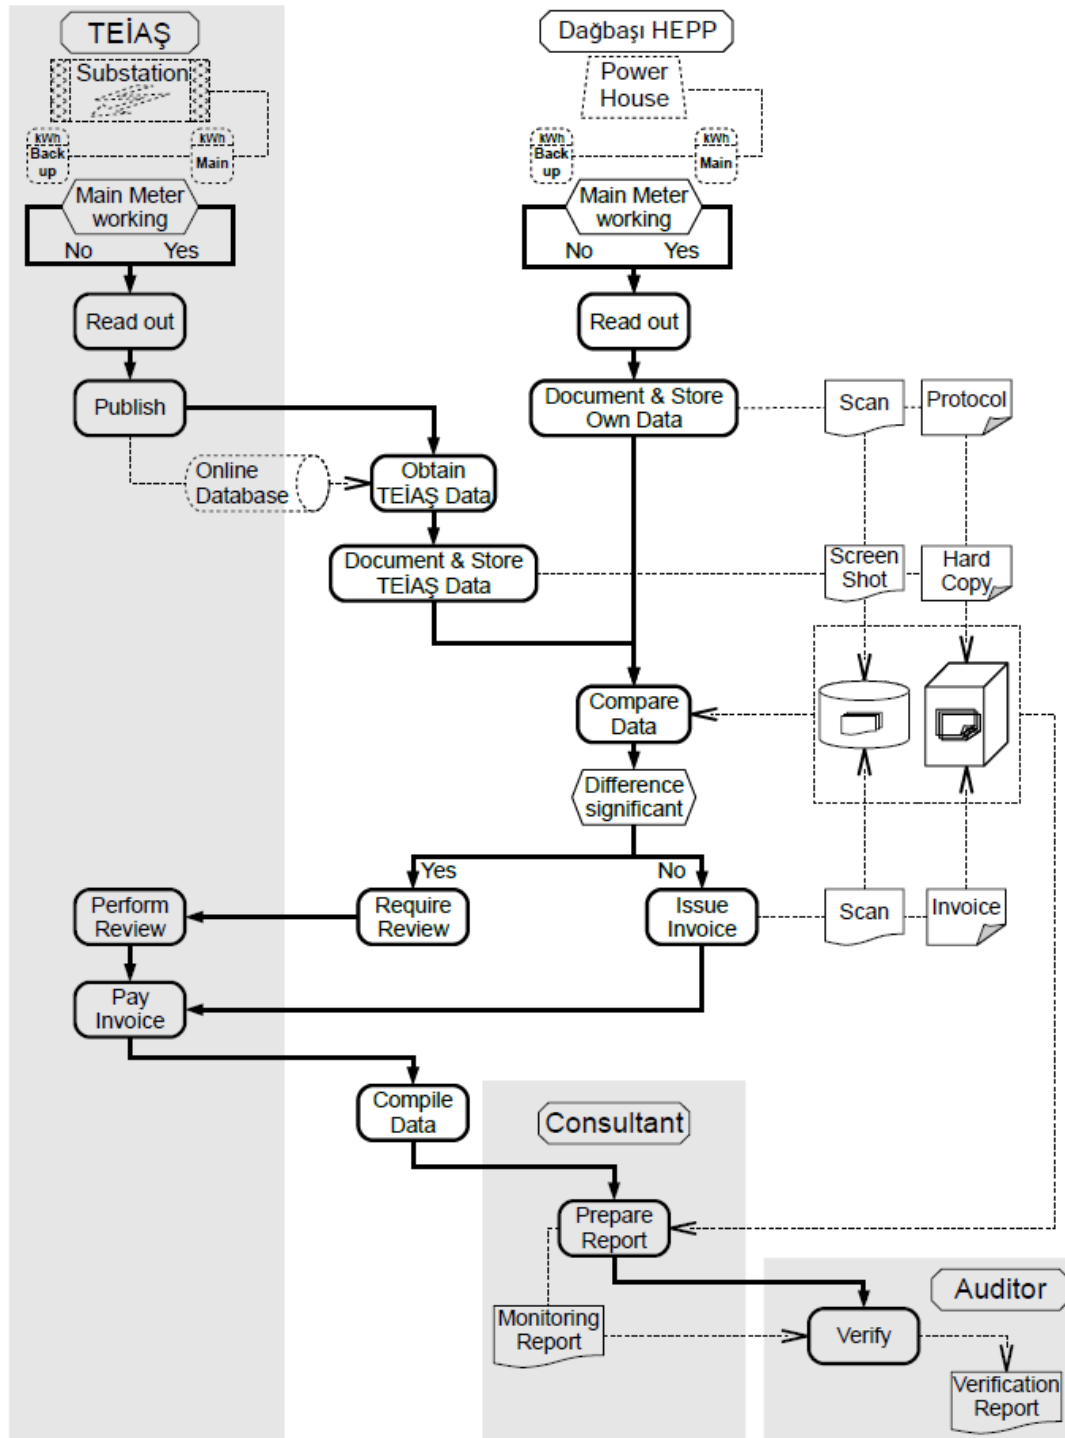 TEİAŞ
Dağbaşı HEPP
Substation
Power
House
kWh
Back
up
kWh
Main
kWh
Back
up
kWh
Main
Main Meter
working
No
Yes
Main Meter
working
No
Yes
Read out
Read out
Publish
Document & Store
Own Data
Scan
Protocol
Online
Database
Obtain
TEİAŞ Data
Document & Store
TEİAŞ Data
Screen
Shot
Hard
Copy
Compare
Data
Difference
significant
Yes
No
Perform
Review
Require
Review
Issue
Invoice
Scan
Invoice
Pay
Invoice
Compile
Data
Consultant
Prepare
Report
Auditor
Monitoring
Report
Verify
Verification
Report